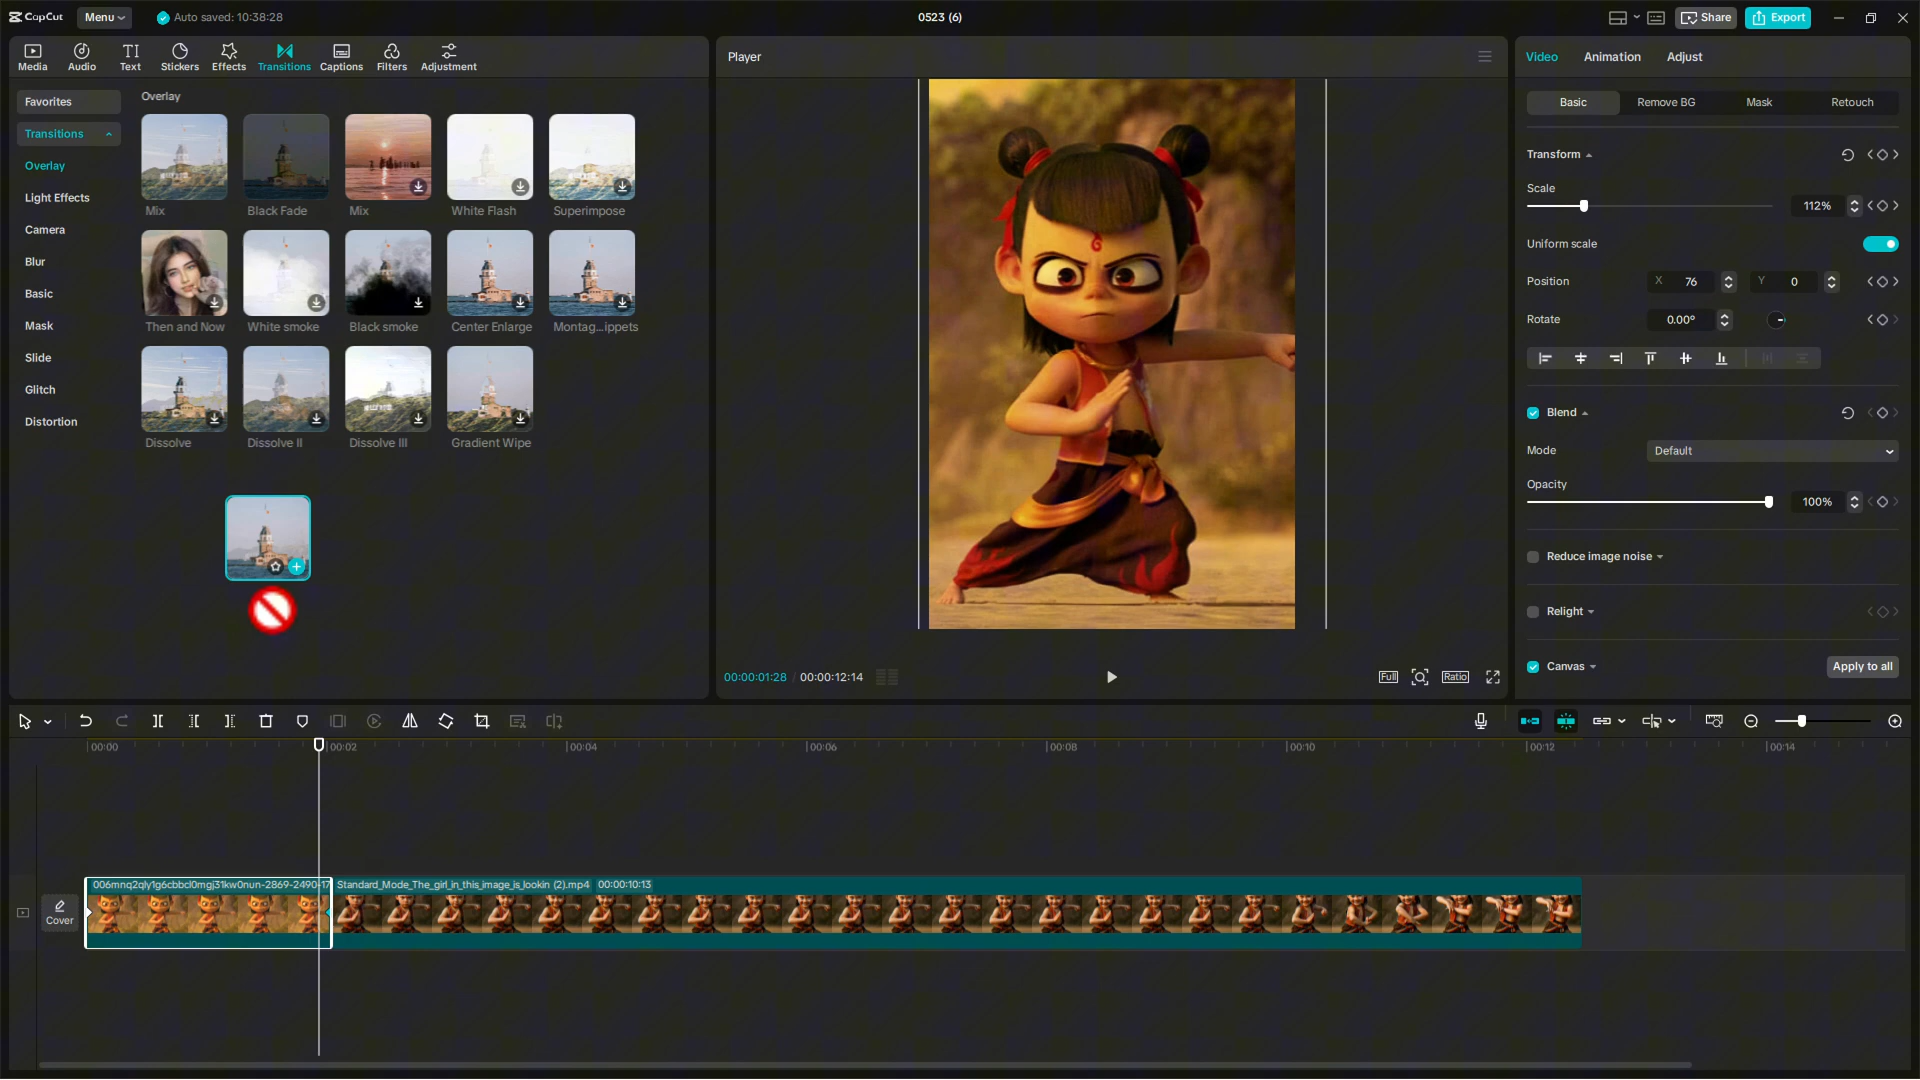 CapCut
Menu
Auto saved: 10:38:28
0523 (6)
Share
Export
Media
Audio
Text
Stickers
Effects
Transitions
Captions
Filters
Adjustment
Favorites
Transitions
Overlay
Light Effects
Camera
Blur
Basic
Mask
Slide
Glitch
Distortion
Overlay
Mix
Black Fade
Mix
White Flash
Superimpose
Then and Now
White smoke
Black smoke
Center Enlarge
Montag...ippets
Dissolve
Dissolve II
Dissolve III
Gradient Wipe
Player
00:00:01:28 / 00:00:12:14
Full
Ratio
Video
Animation
Adjust
Basic
Remove BG
Mask
Retouch
Transform
Scale
112%
Uniform scale
Position
X 76
Y 0
Rotate
0.00º
Blend
Mode
Default
Opacity
100%
Reduce image noise
Relight
Canvas
Apply to all
00:00
00:02
00:04
00:06
00:08
00:10
00:12
00:14
Cover
006mnq2qly1g6cbbcl0mgj31kw0nun-2869-2490-17
Standard_Mode_The_girl_in_this_image_is_lookin (2).mp4 00:00:10:13